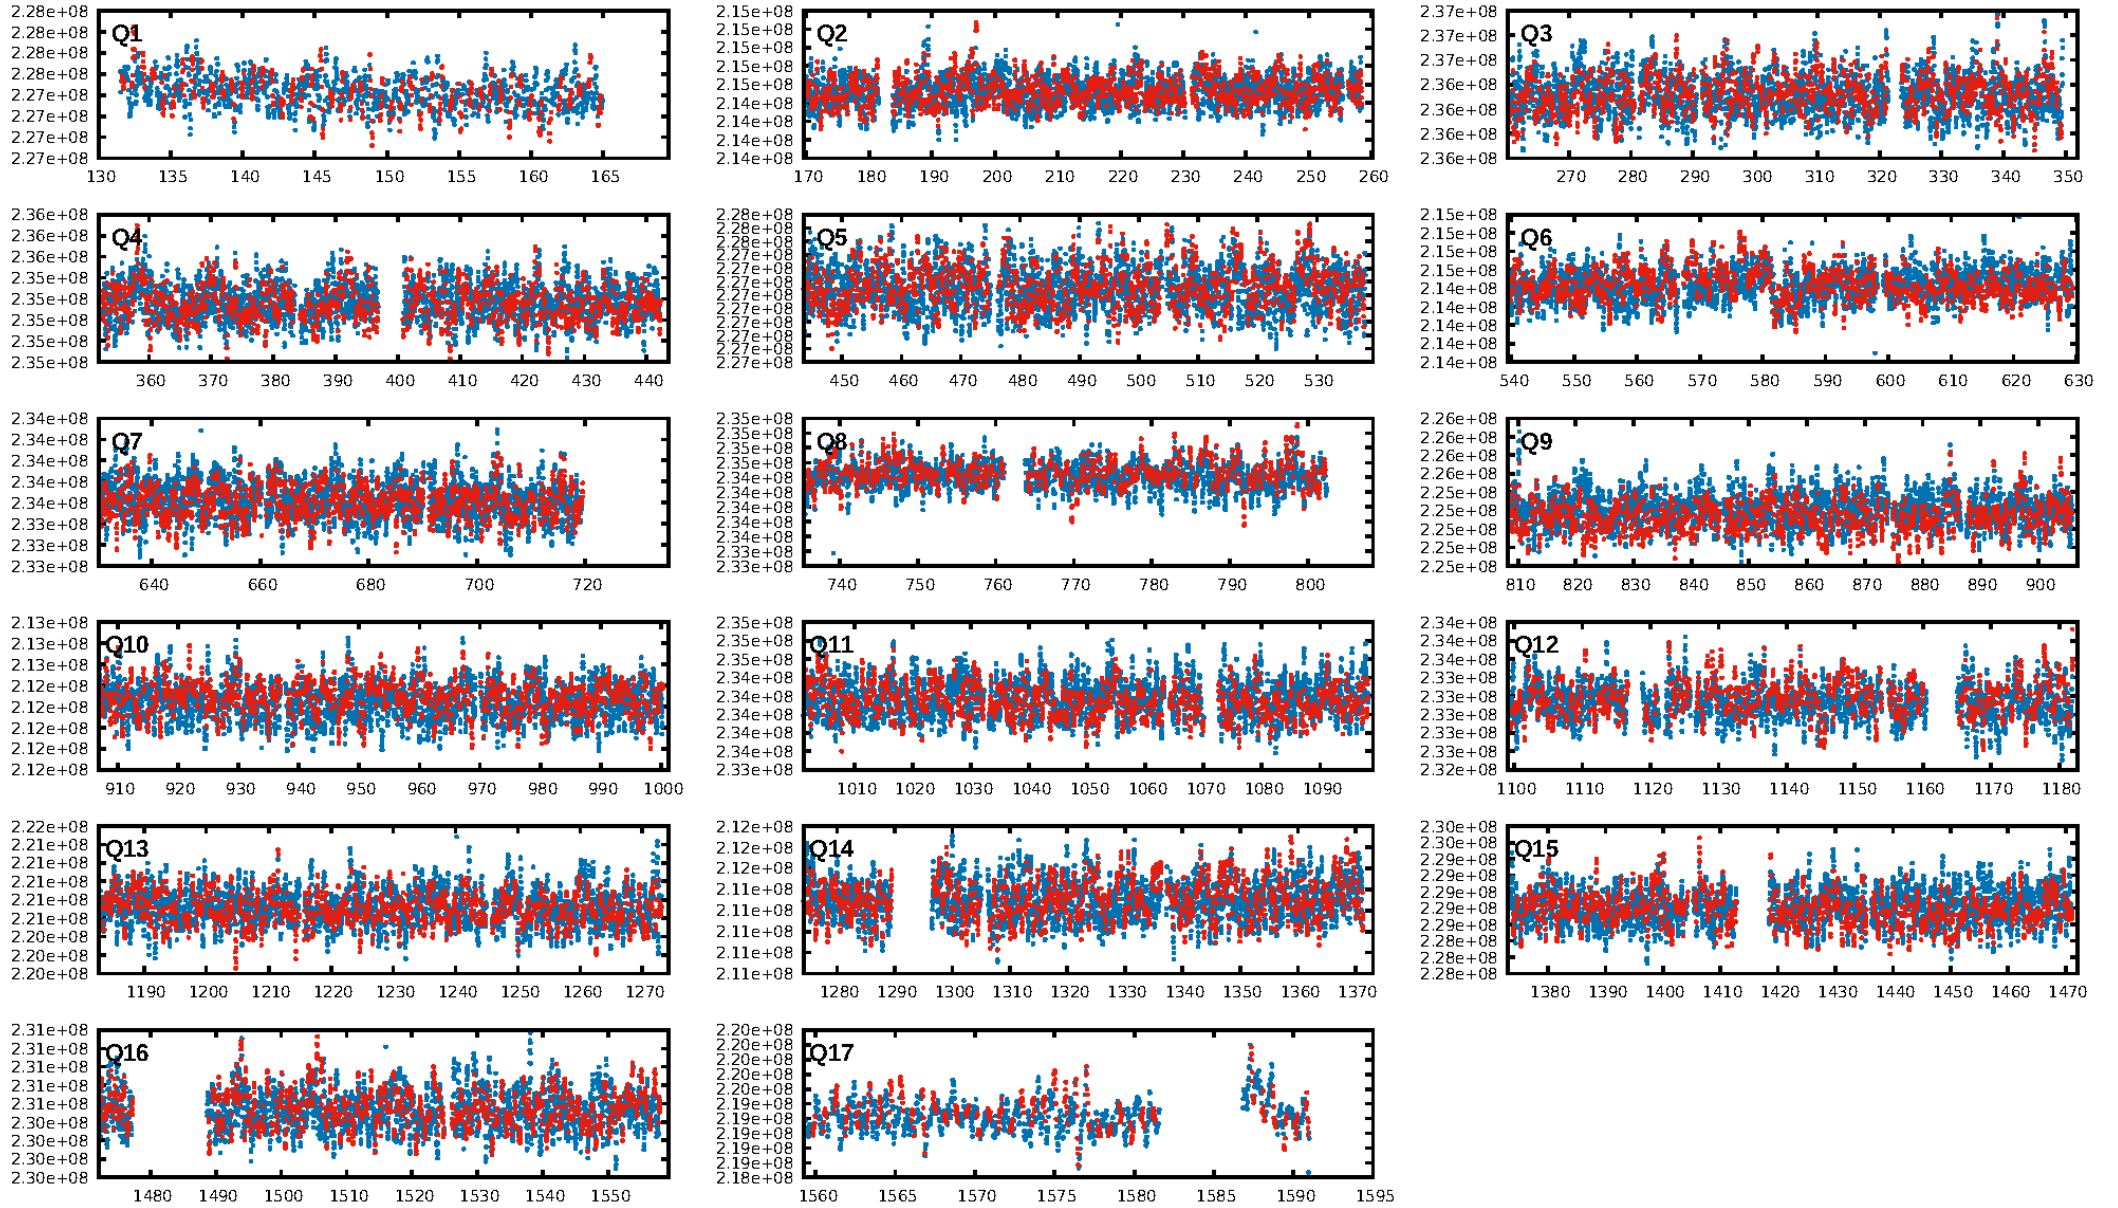 2.28e+08
2.28e+08
2.28e+08
2.28e+08
2.27e+08
2.27e+08
2.27e+08
2.27e+08
Q1
130 135 140 145 150 155 160 165
2.15e+08
2.15e+08
2.15e+08
2.15e+08
2.15e+08
2.14e+08
2.14e+08
2.14e+08
2.14e+08
Q2
170 180 190 200 210 220 230 240 250 260
2.37e+08
2.37e+08
2.37e+08
2.36e+08
2.36e+08
2.36e+08
2.36e+08
Q3
270 280 290 300 310 320 330 340 350
2.36e+08
2.36e+08
2.36e+08
2.35e+08
2.35e+08
2.35e+08
2.35e+08
2.35e+08
Q4
360 370 380 390 400 410 420 430 440
2.28e+08
2.28e+08
2.28e+08
2.27e+08
2.27e+08
2.27e+08
2.27e+08
2.27e+08
2.27e+08
2.27e+08
2.27e+08
2.27e+08
Q5
450 460 470 480 490 500 510 520 530
2.15e+08
2.15e+08
2.15e+08
2.15e+08
2.14e+08
2.14e+08
2.14e+08
2.14e+08
2.14e+08
Q6
540 550 560 570 580 590 600 610 620 630
2.34e+08
2.34e+08
2.34e+08
2.34e+08
2.34e+08
2.33e+08
2.33e+08
2.33e+08
Q7
640 660 680 700 720
2.35e+08
2.35e+08
2.35e+08
2.35e+08
2.34e+08
2.34e+08
2.34e+08
2.34e+08
2.34e+08
2.33e+08
2.33e+08
Q8
740 750 760 770 780 790 800
2.26e+08
2.26e+08
2.26e+08
2.26e+08
2.25e+08
2.25e+08
2.25e+08
2.25e+08
2.25e+08
Q9
810 820 830 840 850 860 870 880 890 900
2.13e+08
2.13e+08
2.13e+08
2.12e+08
2.12e+08
2.12e+08
2.12e+08
2.12e+08
Q10
910 920 930 940 950 960 970 980 990 1000
2.35e+08
2.35e+08
2.35e+08
2.34e+08
2.34e+08
2.34e+08
2.34e+08
2.34e+08
2.33e+08
Q11
1010 1020 1030 1040 1050 1060 1070 1080 1090
2.34e+08
2.34e+08
2.34e+08
2.33e+08
2.33e+08
2.33e+08
2.33e+08
2.33e+08
2.32e+08
Q12
1100 1110 1120 1130 1140 1150 1160 1170 1180
2.22e+08
2.21e+08
2.21e+08
2.21e+08
2.21e+08
2.21e+08
2.20e+08
2.20e+08
2.20e+08
Q13
1190 1200 1210 1220 1230 1240 1250 1260 1270
2.12e+08
2.12e+08
2.12e+08
2.11e+08
2.11e+08
2.11e+08
2.11e+08
2.11e+08
Q14
1280 1290 1300 1310 1320 1330 1340 1350 1360 1370
2.30e+08
2.30e+08
2.29e+08
2.29e+08
2.29e+08
2.29e+08
2.29e+08
2.28e+08
2.28e+08
2.28e+08
Q15
1380 1390 1400 1410 1420 1430 1440 1450 1460 1470
2.31e+08
2.31e+08
2.31e+08
2.31e+08
2.31e+08
2.30e+08
2.30e+08
2.30e+08
2.30e+08
Q16
1480 1490 1500 1510 1520 1530 1540 1550
2.20e+08
2.20e+08
2.20e+08
2.20e+08
2.20e+08
2.19e+08
2.19e+08
2.19e+08
2.19e+08
2.19e+08
2.18e+08
Q17
1560 1565 1570 1575 1580 1585 1590 1595